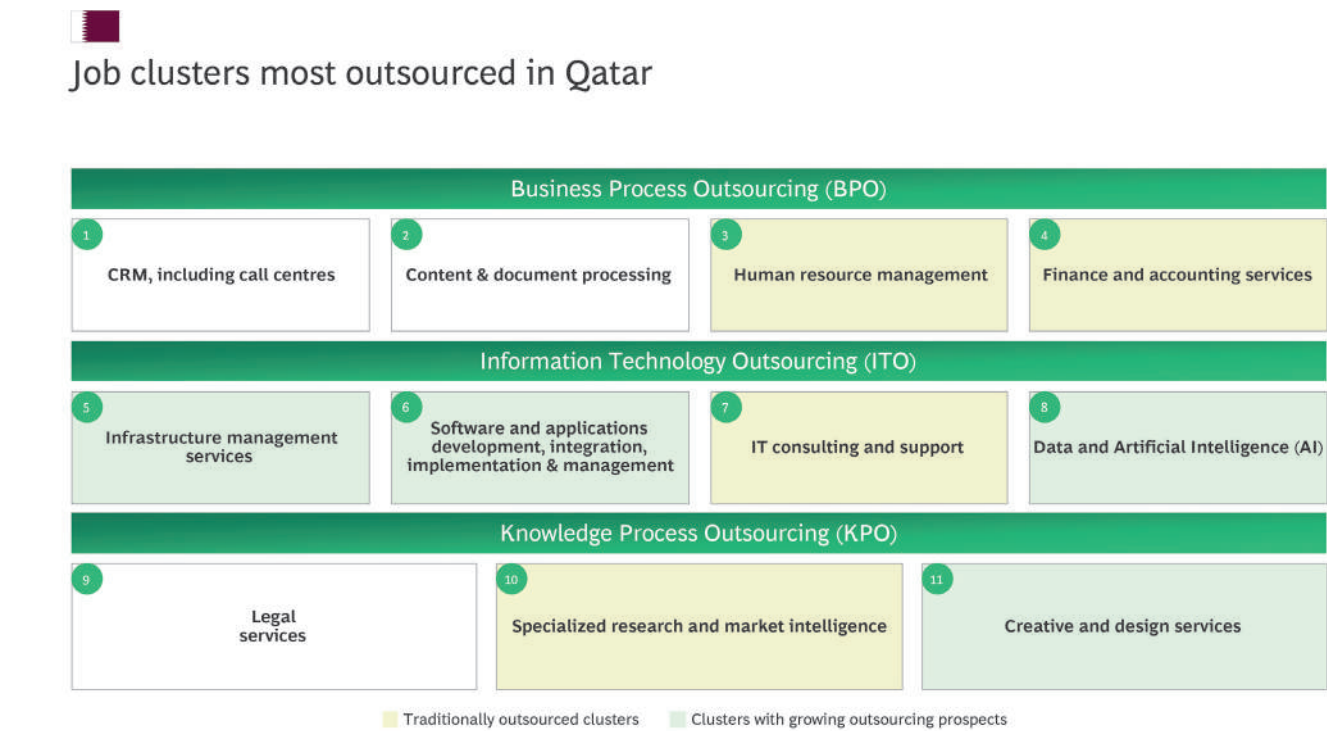 Job clusters most outsourced in Qatar
Business Process Outsourcing (BPO)
1
CRM, including call centres
2
Content & document processing
3
Human resource management
4
Finance and accounting services
Information Technology Outsourcing (ITO)
5
Infrastructure management
services
6
Software and applications
development, integration,
implementation & management
7
IT consulting and support
8
Data and Artificial Intelligence (AI)
Knowledge Process Outsourcing (KPO)
9
Legal
services
10
Specialized research and market intelligence
11
Creative and design services
Traditionally outsourced clusters
Clusters with growing outsourcing prospects